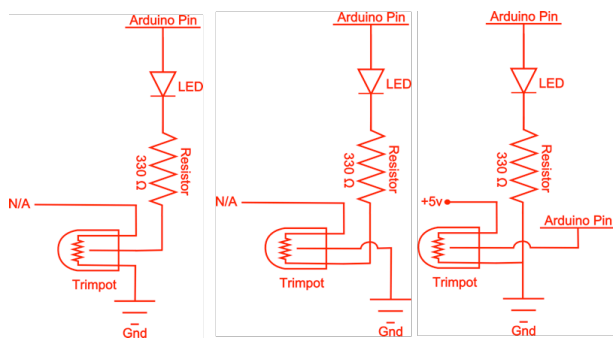 Arduino Pin
LED
Resistor
330 Ω
N/A
Trimpot
Gnd
Arduino Pin
LED
Resistor
330 Ω
N/A
Trimpot
Gnd
Arduino Pin
LED
Resistor
330 Ω
+5v
Arduino Pin
Trimpot
Gnd